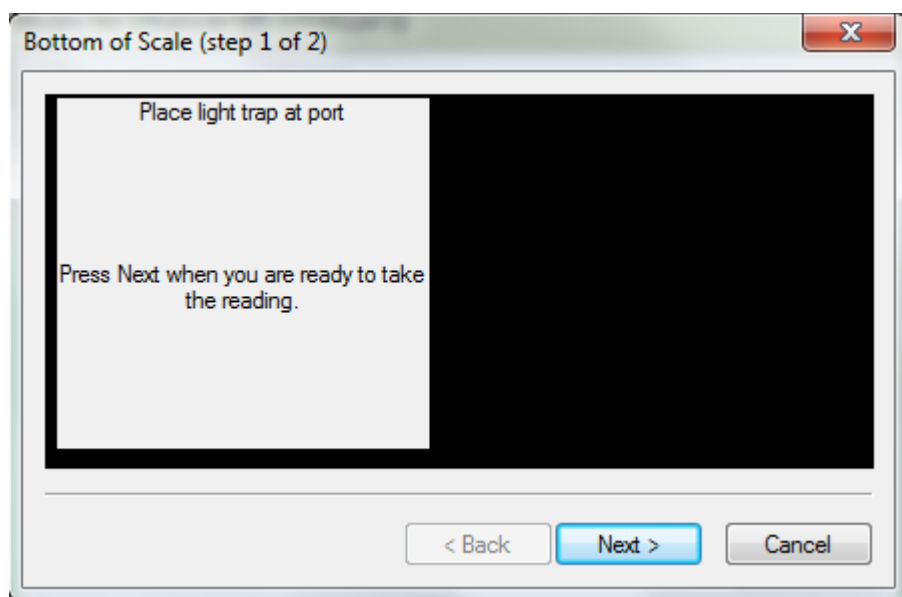 Bottom of Scale (step 1 of 2)
Place light trap at port
Press Next when you are ready to take
the reading.
< Back
Next >
Cancel